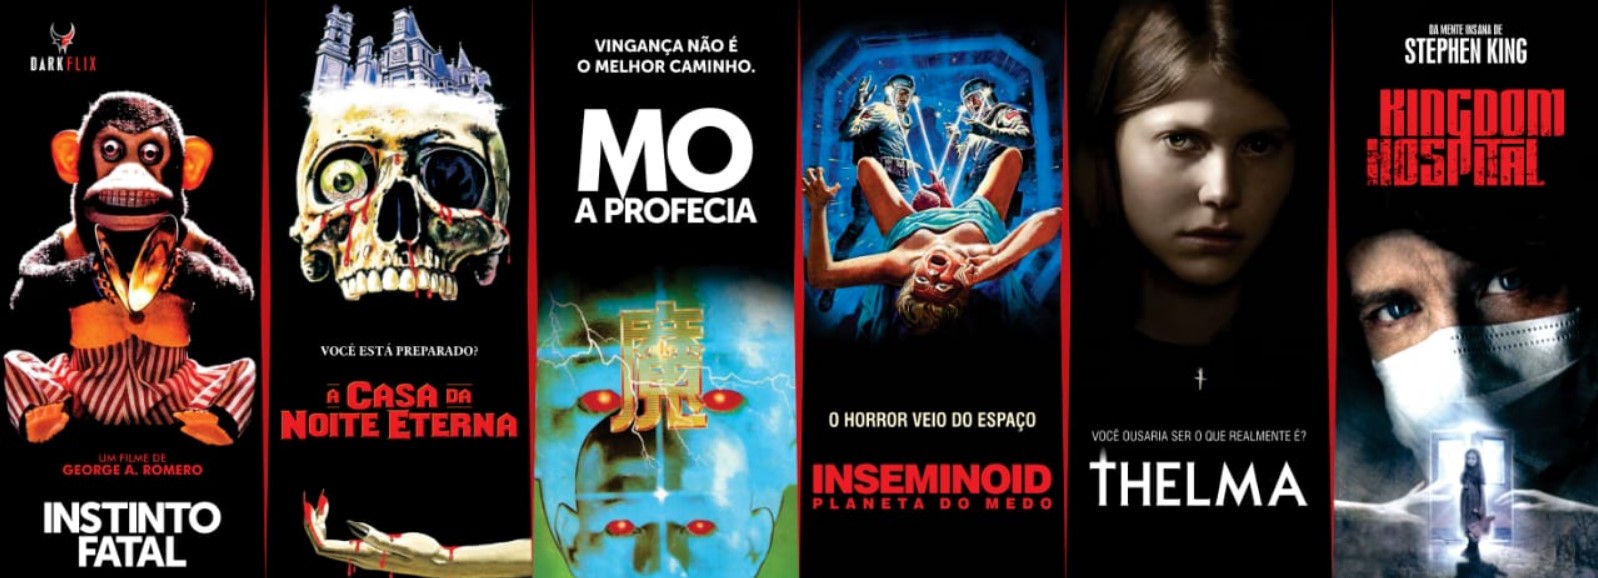 DARKFLIX
UM FILME DE
GEORGE A. ROMERO
INSTINTO
FATAL
VOCÊ ESTÁ PREPARADO?
A CASA DA
NOITE ETERNA
VINGANÇA NÃO É
O MELHOR CAMINHO.
MO
A PROFECIA
魔
O HORROR VEIO DO ESPAÇO
INSEMINOID
PLANETA DO MEDO
VOCÊ OUSARIA SER O QUE REALMENTE É?
THELMA
DA MENTE INSANA DE
STEPHEN KING
KINGDOM
HOSPITAL